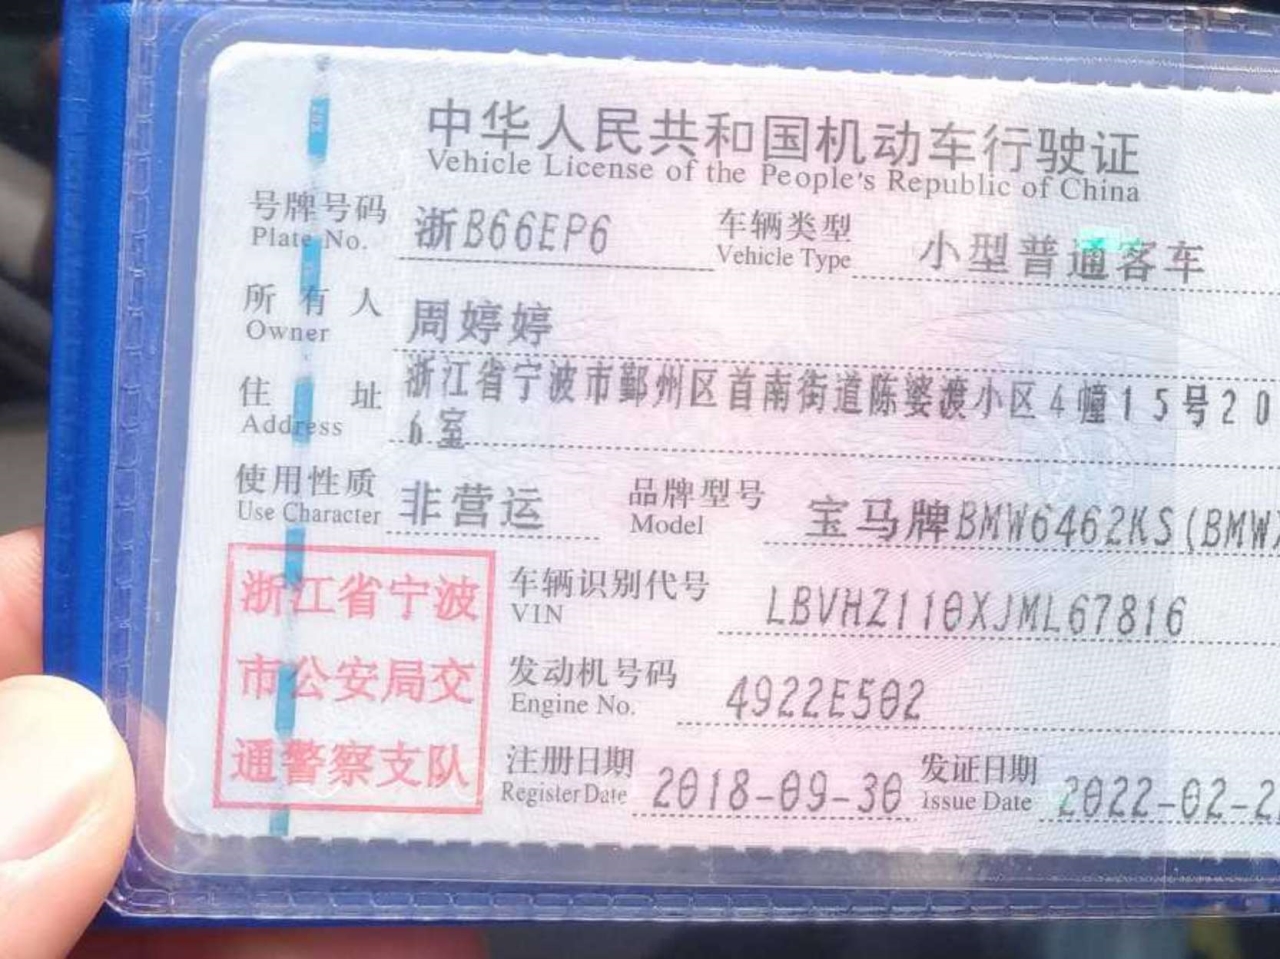 中华人民共和国机动车行驶证
Vehicle License of the People's Republic of China
号牌号码 浙B66EP6 车辆类型 小型普通客车
Plate No. Vehicle Type
所有人 周婷婷
Owner
住址 浙江省宁波市鄞州区首南街道陈婆渡小区4幢15号20
Address 6室
使用性质 非营运 品牌型号 宝马牌BMW6462KS(BMW
Use Character Model
浙江省宁波
市公安局交
通警察支队
车辆识别代号 LBVHZ110XJML67816
VIN
发动机号码 4922E502
Engine No.
注册日期 2018-09-30 发证日期 2022-02-2
Register Date Issue Date